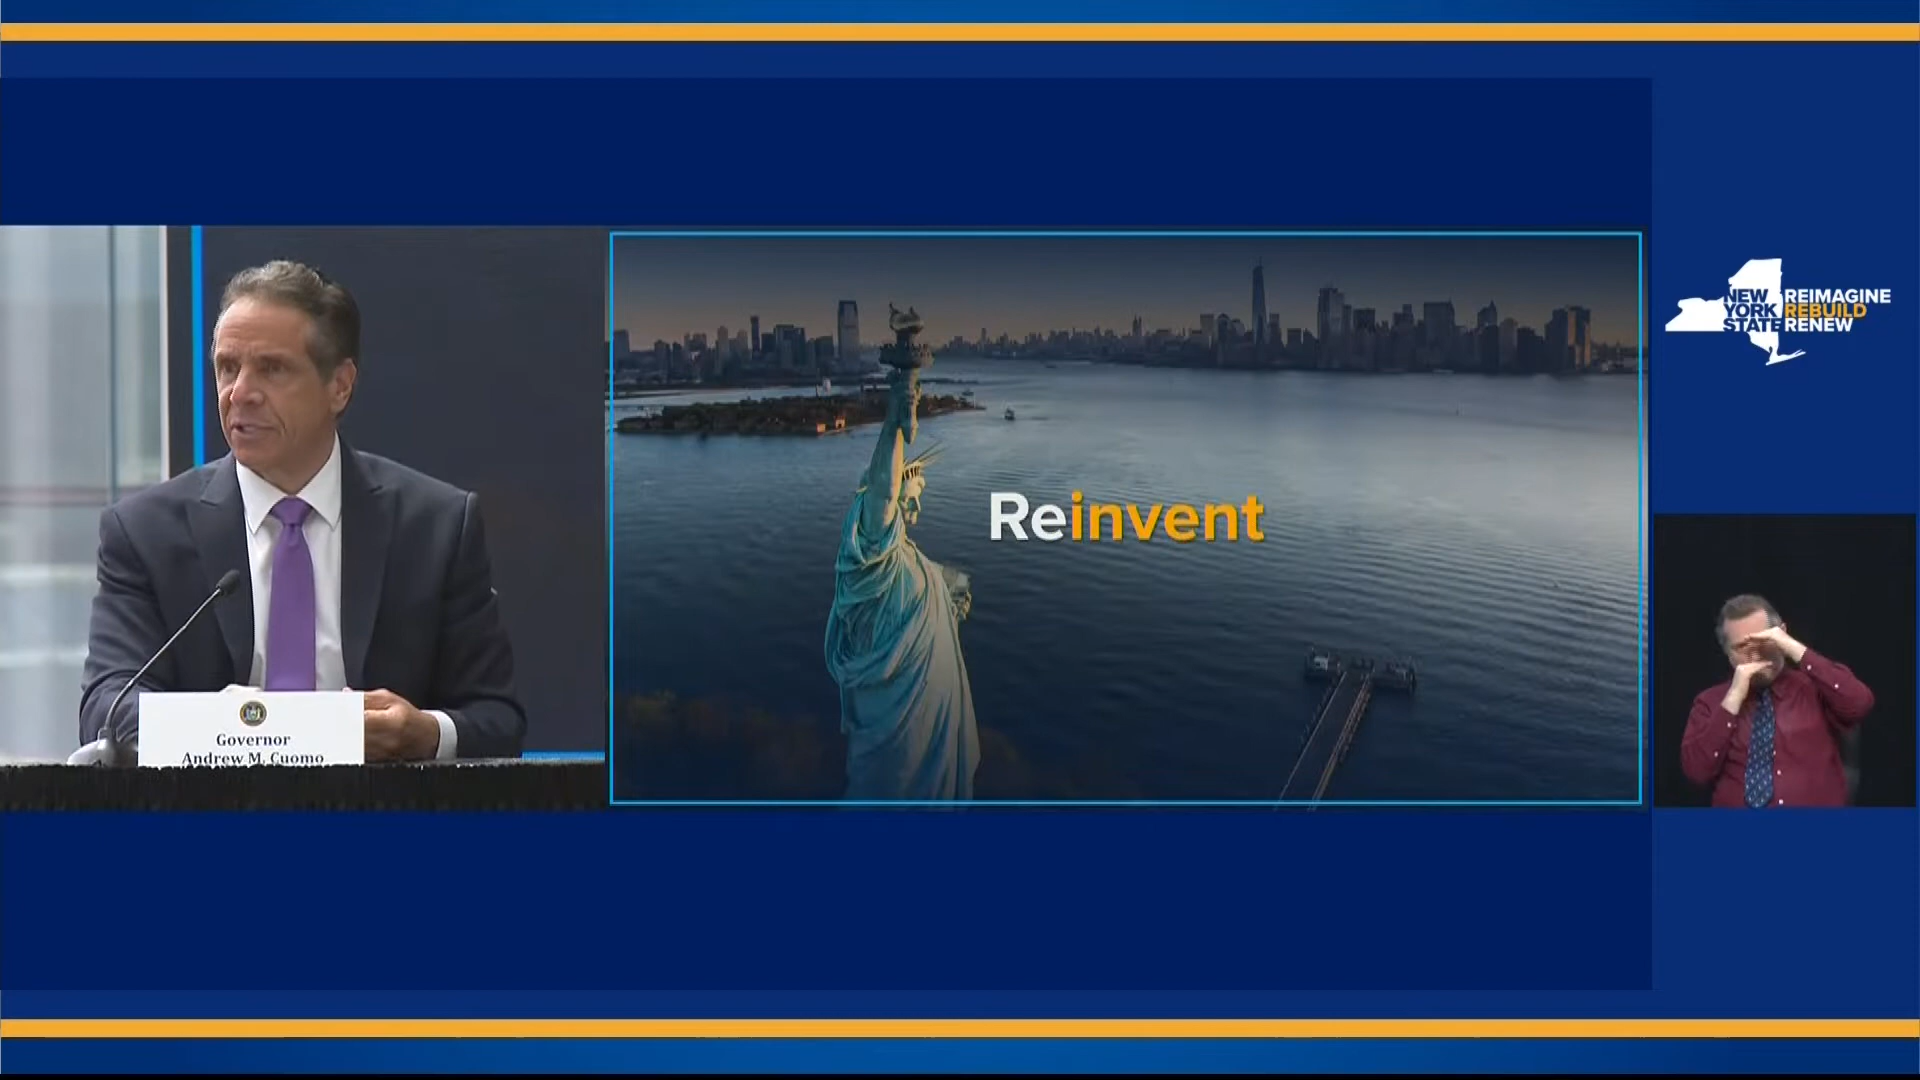 Governor
Andrew M. Cuomo
Reinvent
NEW
YORK
STATE
REIMAGINE
REBUILD
RENEW